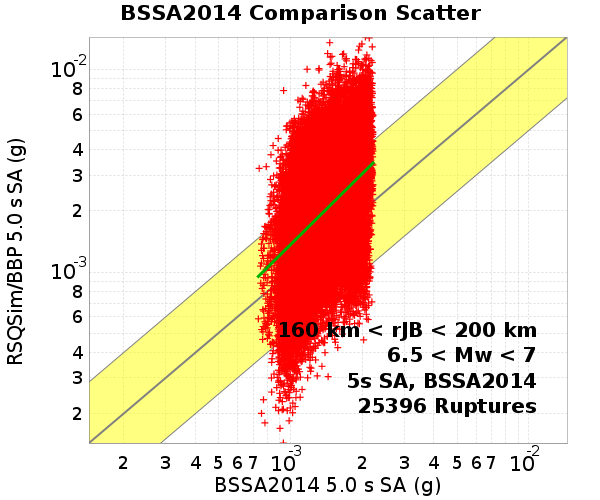 BSSA2014 Comparison Scatter
RSQSim/BBP 5.0 s SA (g)
10-2
8
6
4
3
2
10-3
8
6
4
3
2
160 km < rJB < 200 km
6.5 < Mw < 7
5s SA, BSSA2014
25396 Ruptures
2 3 4 5 6 7 10-3 2 3 4 5 6 7 10-2
BSSA2014 5.0 s SA (g)